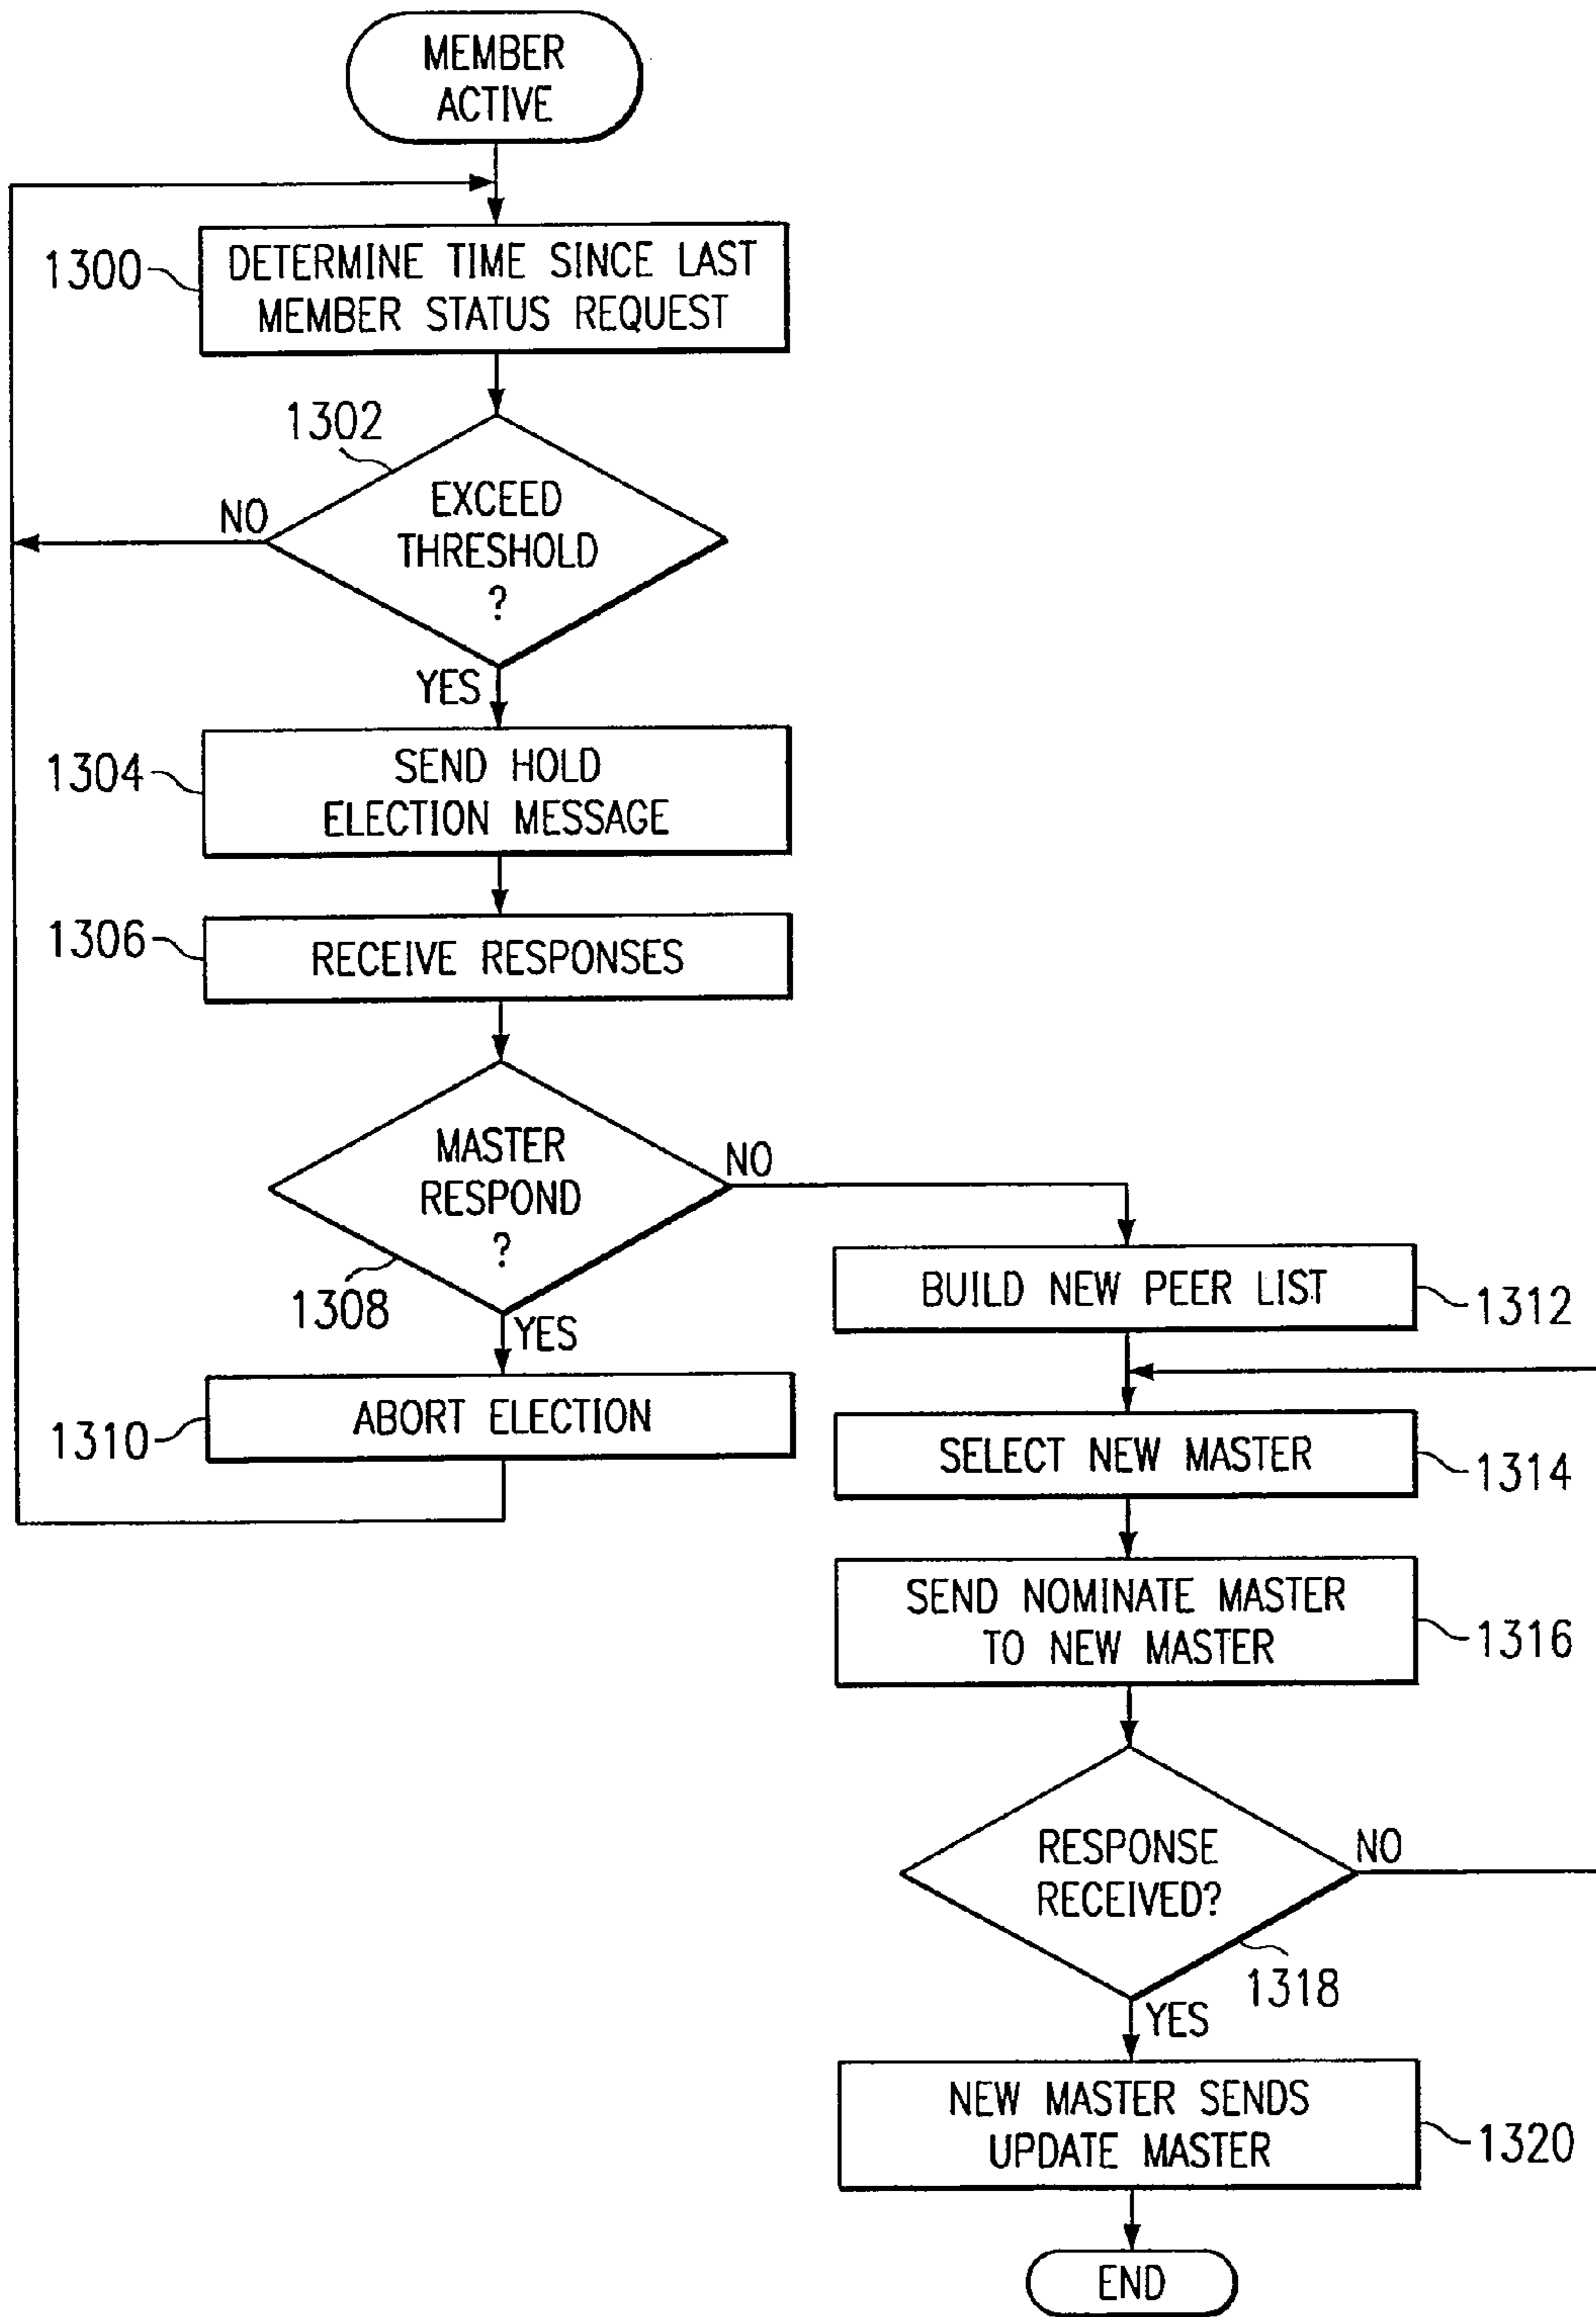 MEMBER
ACTIVE
1300
DETERMINE TIME SINCE LAST
MEMBER STATUS REQUEST
1302
EXCEED
THRESHOLD
?
NO
YES
1304
SEND HOLD
ELECTION MESSAGE
1306
RECEIVE RESPONSES
MASTER
RESPOND
?
NO
1308
YES
1310
ABORT ELECTION
BUILD NEW PEER LIST
1312
SELECT NEW MASTER
1314
SEND NOMINATE MASTER
TO NEW MASTER
1316
RESPONSE
RECEIVED?
NO
1318
YES
NEW MASTER SENDS
UPDATE MASTER
1320
END